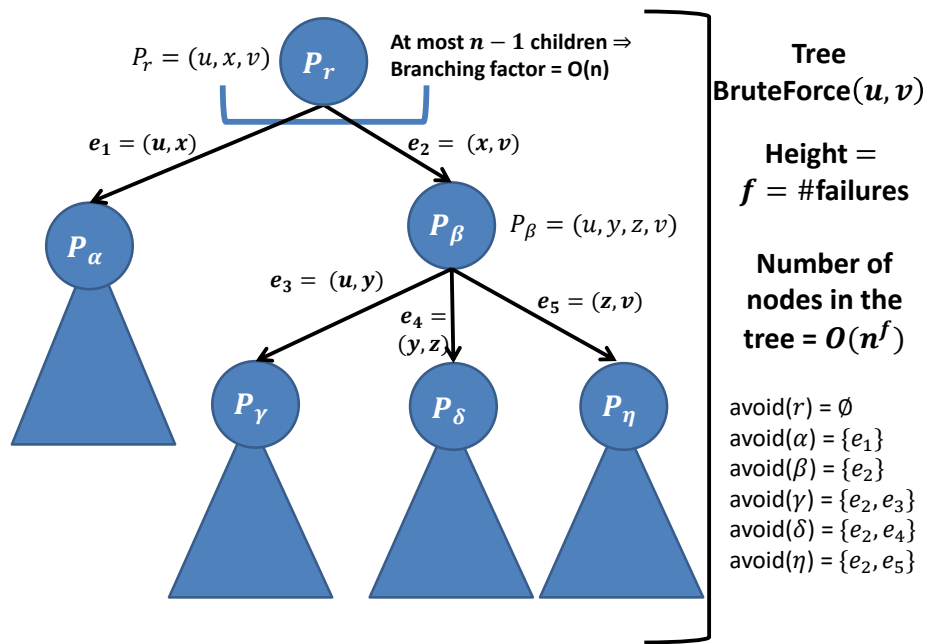 P_r = (u, x, v)
P_r
At most n − 1 children ⇒
Branching factor = O(n)
e_1 = (u, x)
e_2 = (x, v)
P_α
P_β
P_β = (u, y, z, v)
e_3 = (u, y)
e_4 =
(y, z)
e_5 = (z, v)
P_γ
P_δ
P_η
Tree
BruteForce(u, v)
Height =
f = #failures
Number of
nodes in the
tree = O(n^f)
avoid(r) = ∅
avoid(α) = {e_1}
avoid(β) = {e_2}
avoid(γ) = {e_2, e_3}
avoid(δ) = {e_2, e_4}
avoid(η) = {e_2, e_5}